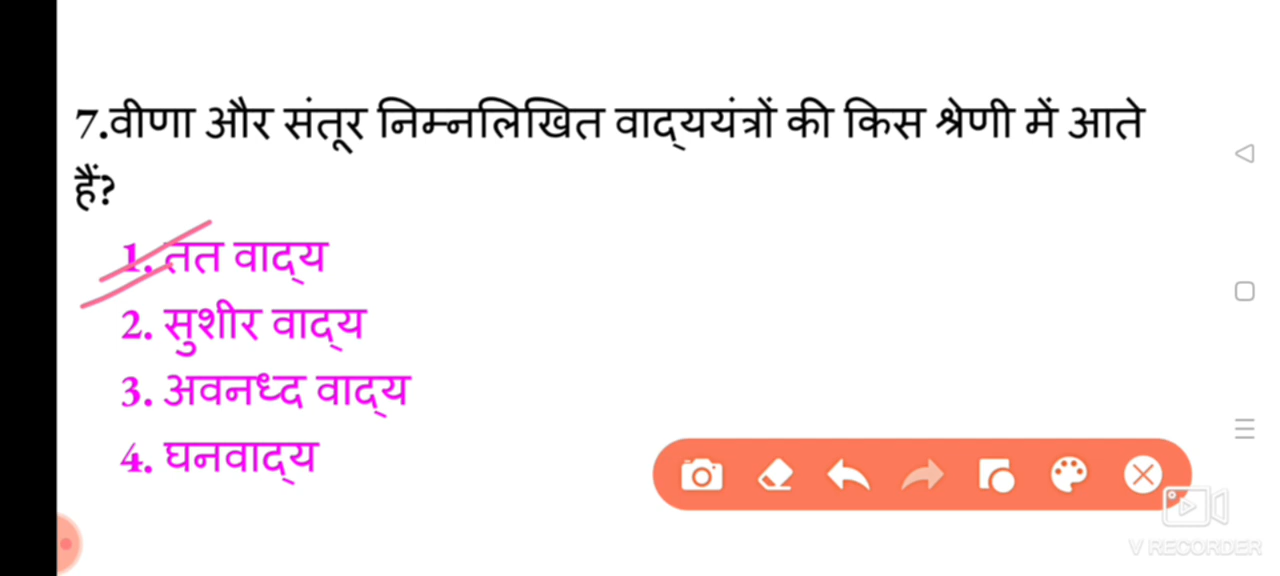 7.वीणा और संतूर निम्नलिखित वाद्ययंत्रों की किस श्रेणी में आते
हैं?
1. तत वाद्य
2. सुशीर वाद्य
3. अवनध्द वाद्य
4. घनवाद्य
V RECORDER